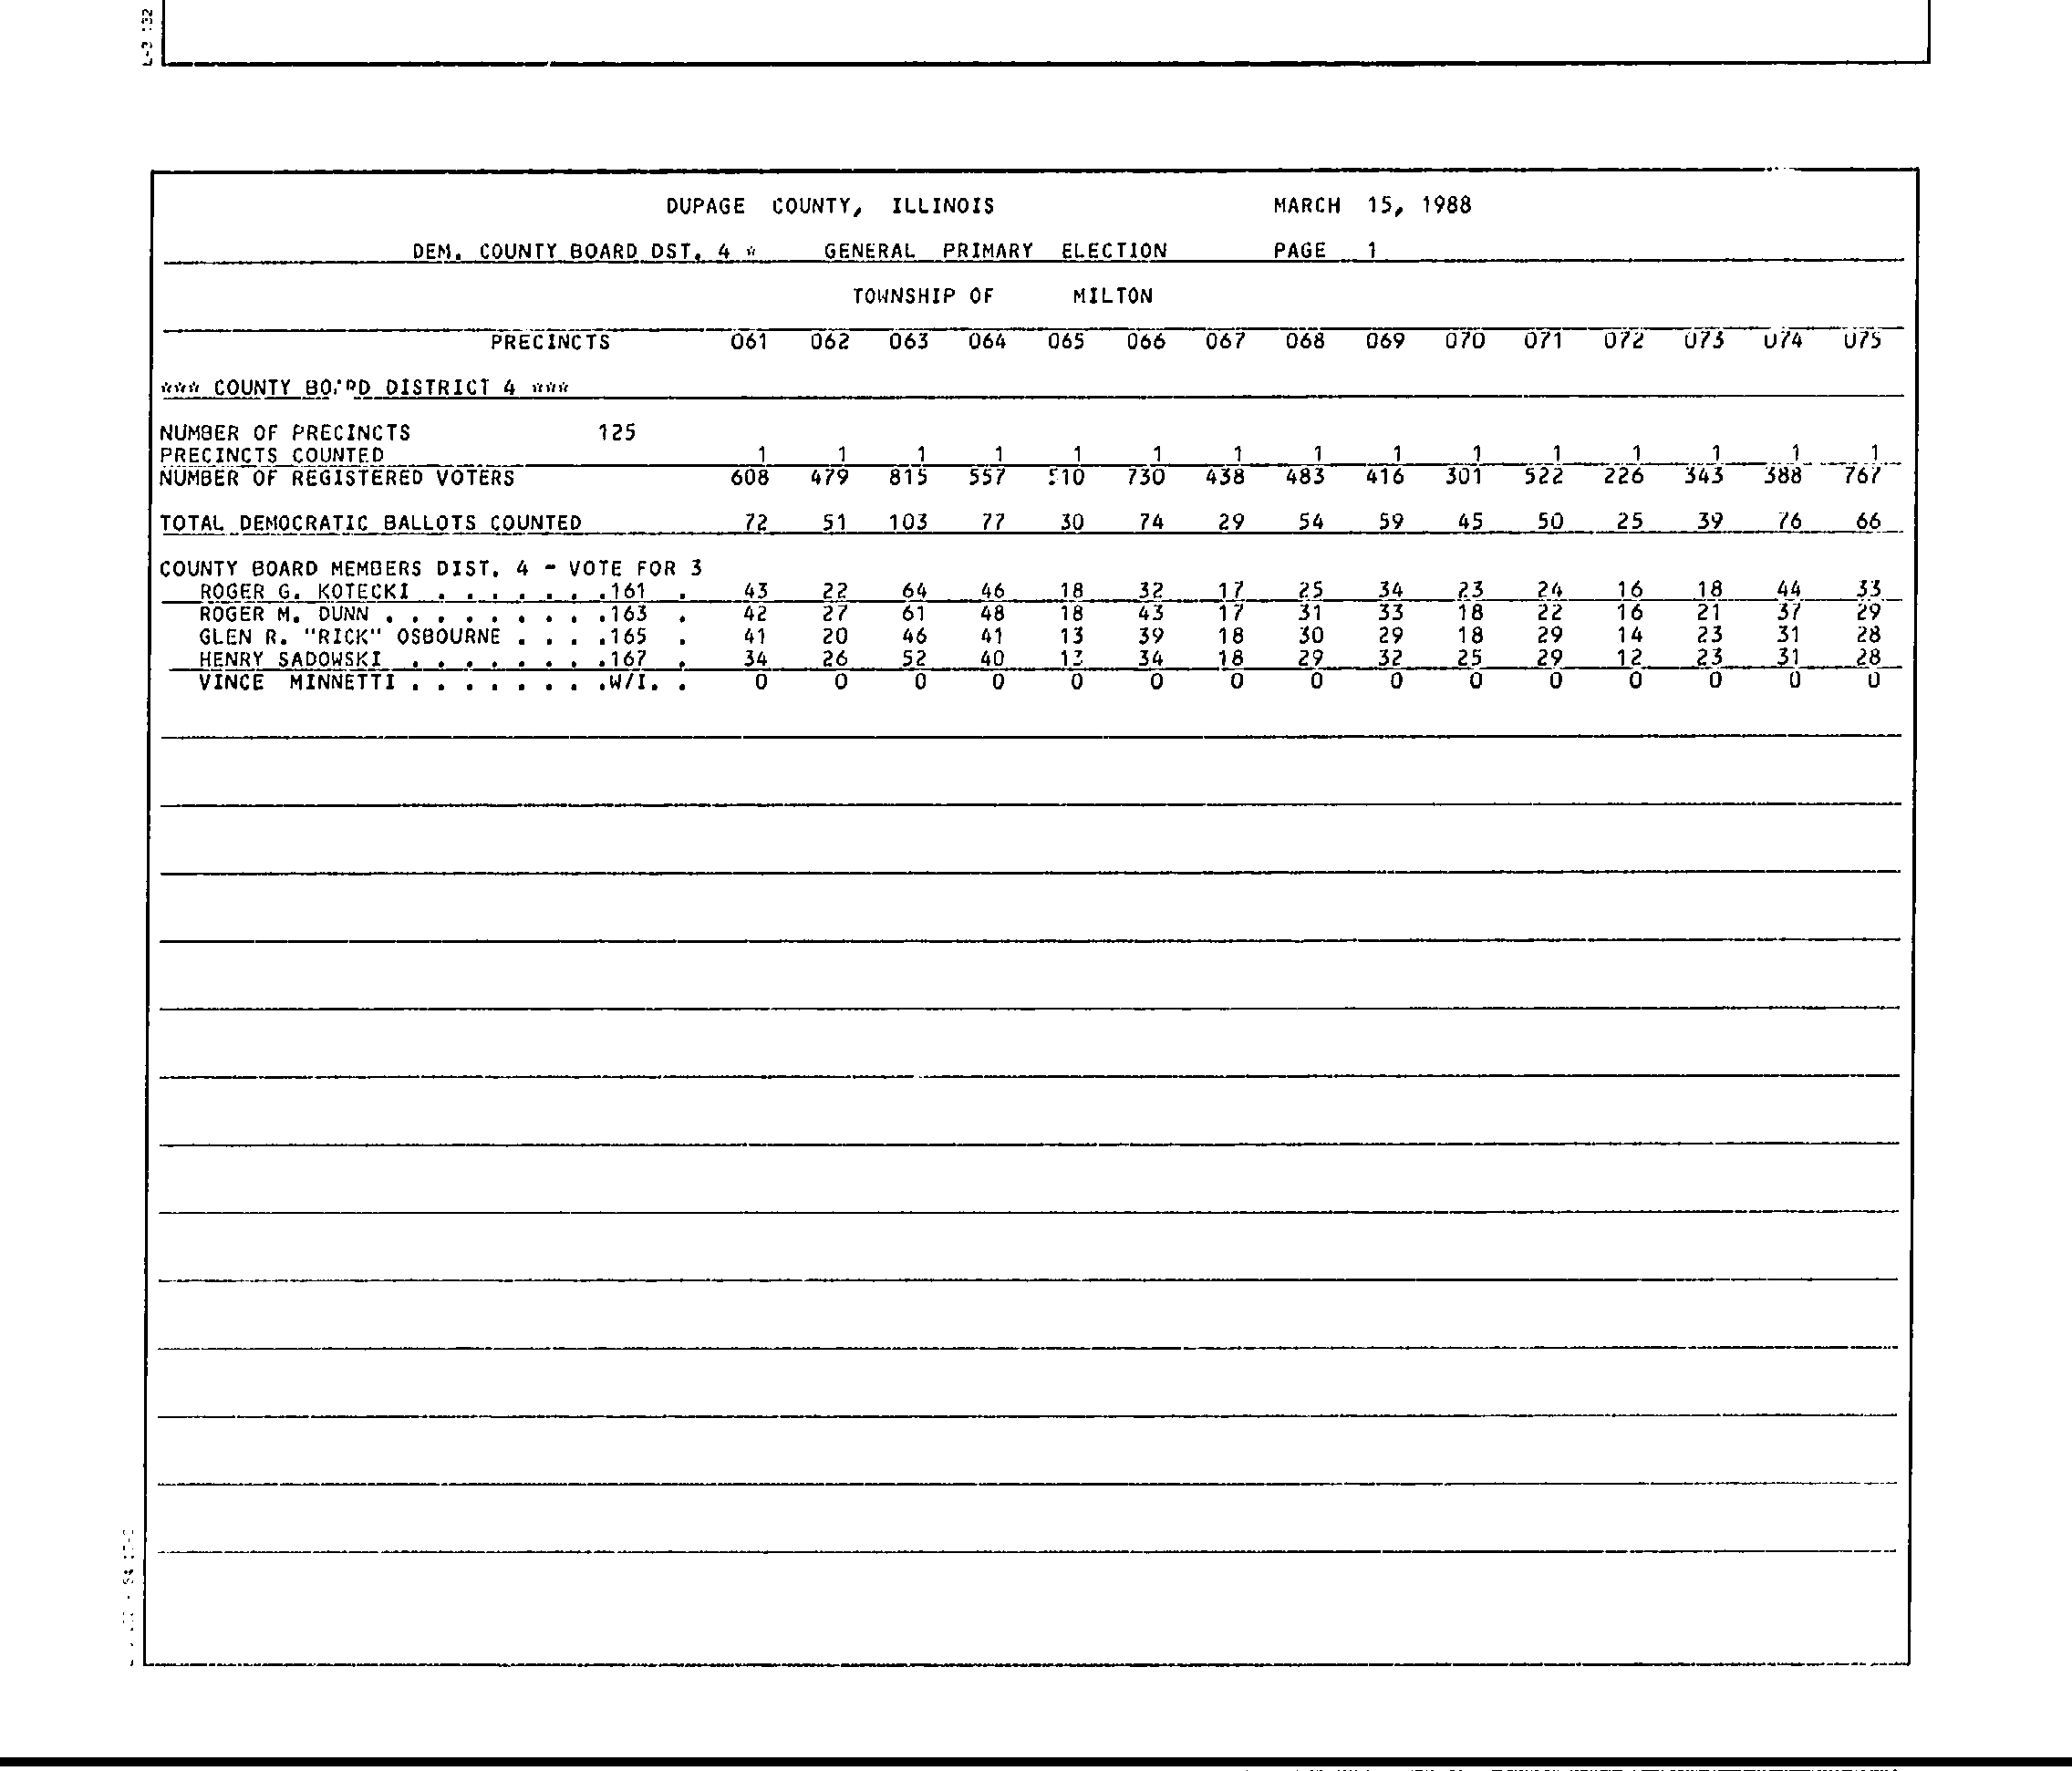 DUPAGE COUNTY, ILLINOIS MARCH 15, 1988
DEM. COUNTY BOARD DST. 4 * GENERAL PRIMARY ELECTION PAGE 1
TOWNSHIP OF MILTON
PRECINCTS 061 062 063 064 065 066 067 068 069 070 071 072 073 074 075
*** COUNTY BOARD DISTRICT 4 ***
NUMBER OF PRECINCTS 125
PRECINCTS COUNTED 1 1 1 1 1 1 1 1 1 1 1 1 1 1 1
NUMBER OF REGISTERED VOTERS 608 479 815 557 510 730 438 483 416 301 522 226 343 388 767
TOTAL DEMOCRATIC BALLOTS COUNTED 72 51 103 77 30 74 29 54 59 45 50 25 39 76 66
COUNTY BOARD MEMBERS DIST. 4 - VOTE FOR 3
ROGER G. KOTECKI . . . . . . .161 . 43 22 64 46 18 32 17 25 34 23 24 16 18 44 33
ROGER M. DUNN . . . . . . . . .163 . 42 27 61 48 18 43 17 31 33 18 22 16 21 37 29
GLEN R. "RICK" OSBOURNE . . . .165 . 41 20 46 41 13 39 18 30 29 18 29 14 23 31 28
HENRY SADOWSKI . . . . . . . .167 . 34 26 52 40 13 34 18 29 32 25 29 12 23 31 28
VINCE MINNETTI . . . . . . . .W/I. . 0 0 0 0 0 0 0 0 0 0 0 0 0 0 0